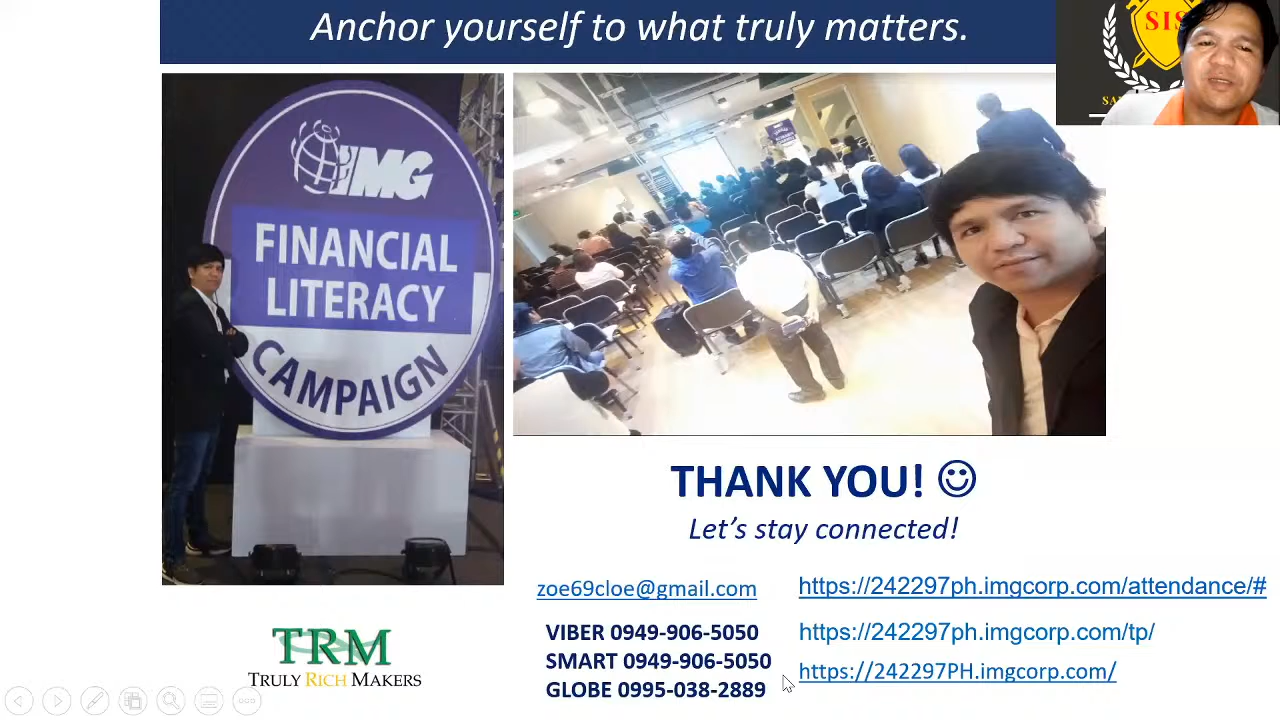 Anchor yourself to what truly matters.
SIS
iMG
FINANCIAL
LITERACY
CAMPAIGN
THANK YOU! ☺
Let's stay connected!
zoe69cloe@gmail.com
VIBER 0949-906-5050
SMART 0949-906-5050
GLOBE 0995-038-2889
https://242297ph.imgcorp.com/attendance/#
https://242297ph.imgcorp.com/tp/
https://242297PH.imgcorp.com/
TRM
TRULY RICH MAKERS